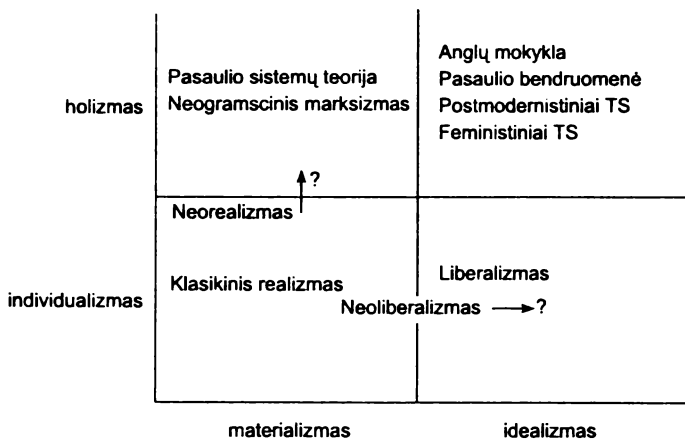 holizmas
Pasaulio sistemų teorija
Neogramscinis marksizmas
Anglų mokykla
Pasaulio bendruomenė
Postmodernistiniai TS
Feministiniai TS
?
Neorealizmas
individualizmas
Klasikinis realizmas
Liberalizmas
Neoliberalizmas
?
materializmas
idealizmas